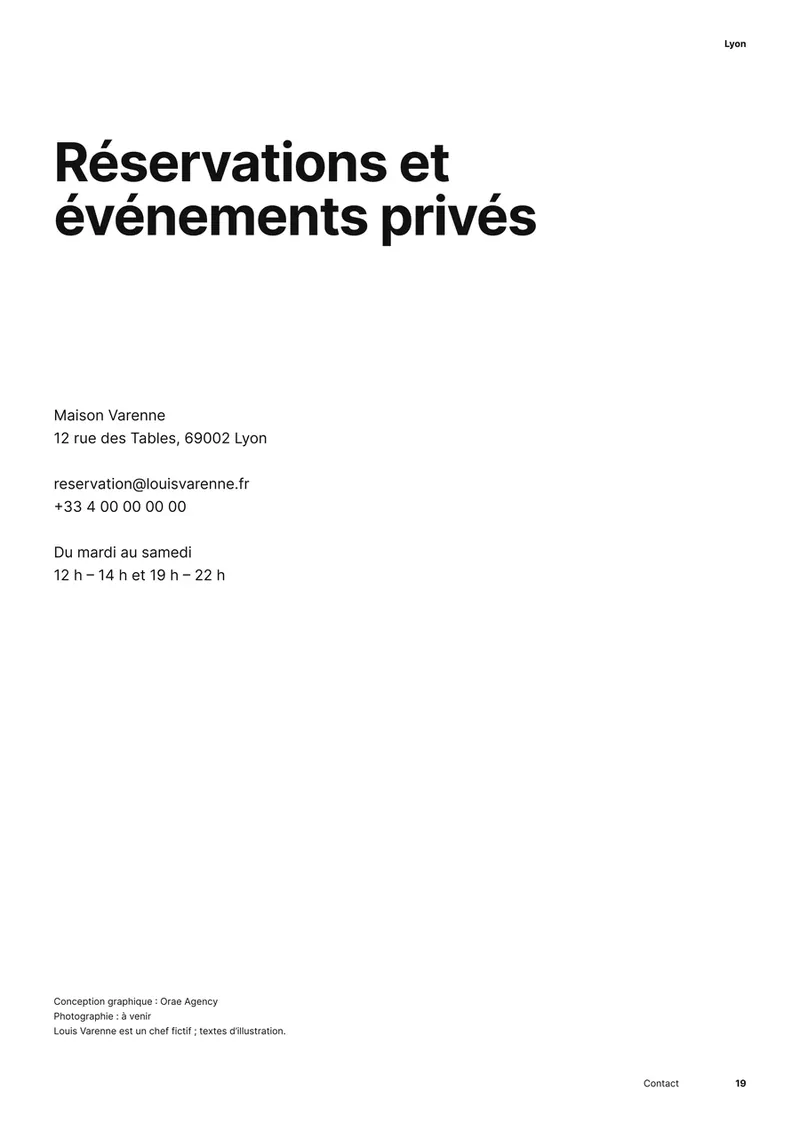 Lyon
Réservations et
événements privés
Maison Varenne
12 rue des Tables, 69002 Lyon
reservation@louisvarenne.fr
+33 4 00 00 00 00
Du mardi au samedi
12 h – 14 h et 19 h – 22 h
Conception graphique : Orae Agency
Photographie : à venir
Louis Varenne est un chef fictif ; textes d’illustration.
Contact 19